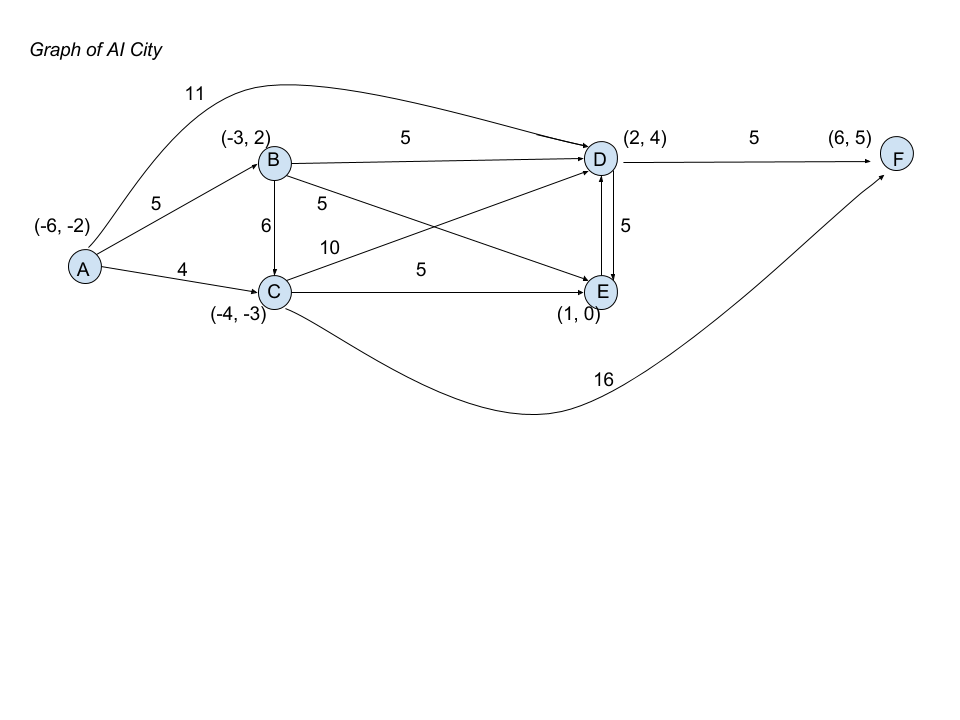 Graph of AI City
11
(-3, 2)
5
(2, 4)
5
(6, 5)
B
D
F
5
5
(-6, -2)
6
5
10
A
4
5
C
E
(-4, -3)
(1, 0)
16